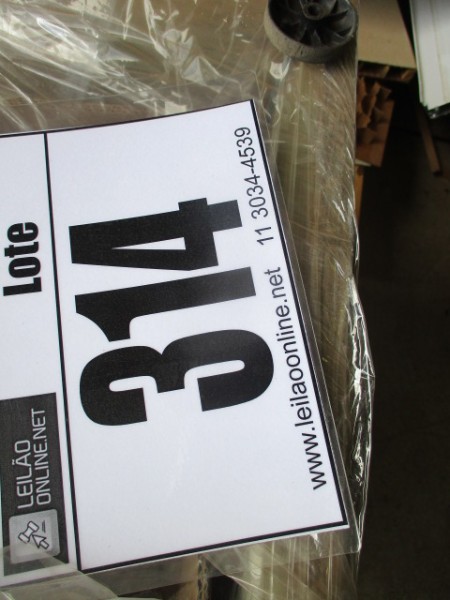 LEILÃO
ONLINE.NET
Lote
314
www.leilaoonline.net 11 3034-4539